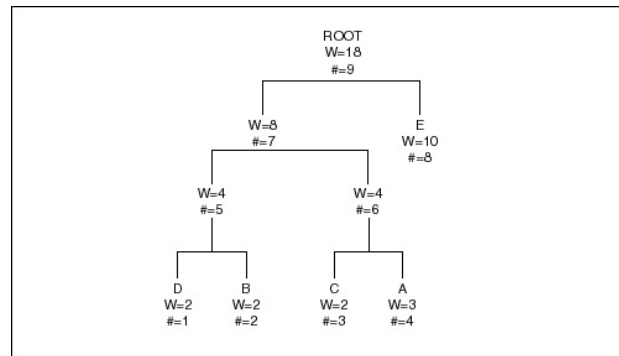 ROOT
W=18
#=9
W=8
#=7
E
W=10
#=8
W=4
#=5
W=4
#=6
D
W=2
#=1
B
W=2
#=2
C
W=2
#=3
A
W=3
#=4